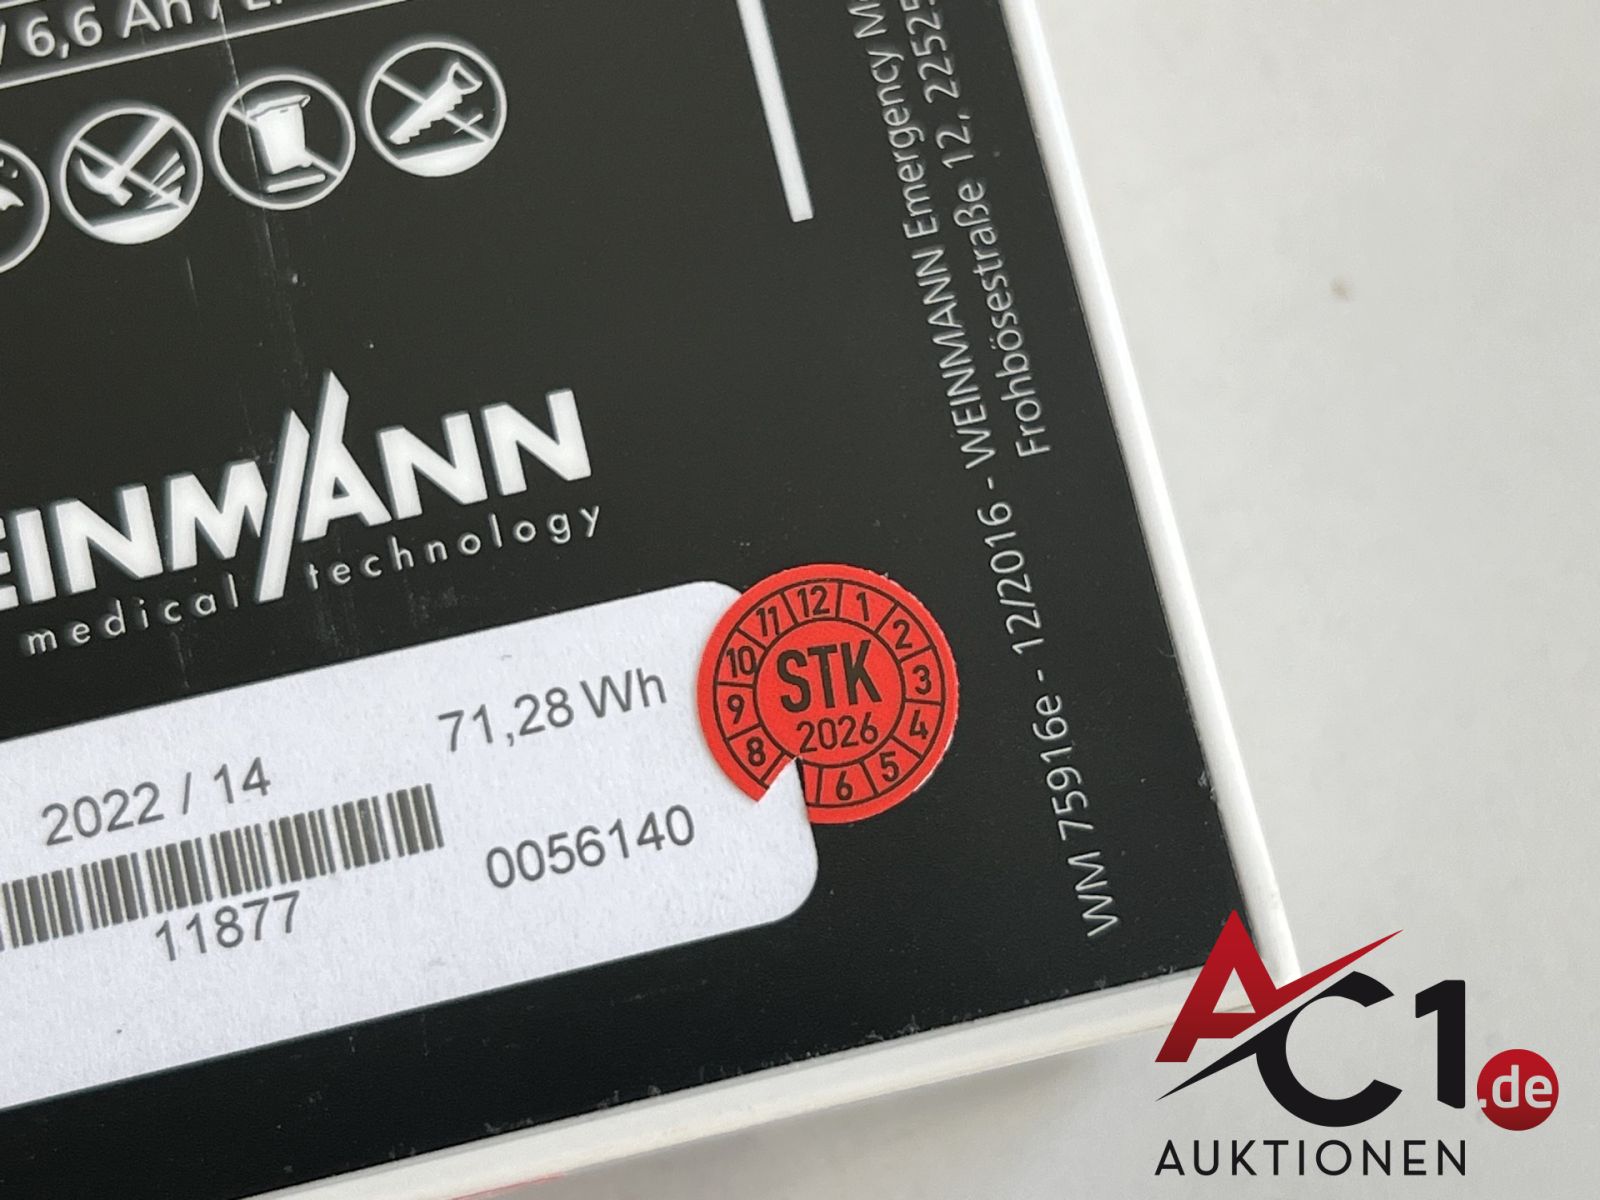 / 6,6 Ah /
EINMANN
medical technology
71,28 Wh
2022 / 14
0056140
11877
12 1 2 3 4 5 6 8 9 10 11
STK
2026
WM 75916e - 12/2016 - WEINMANN Emergency
Frohbösestraße 12, 22525
AC1.de
AUKTIONEN